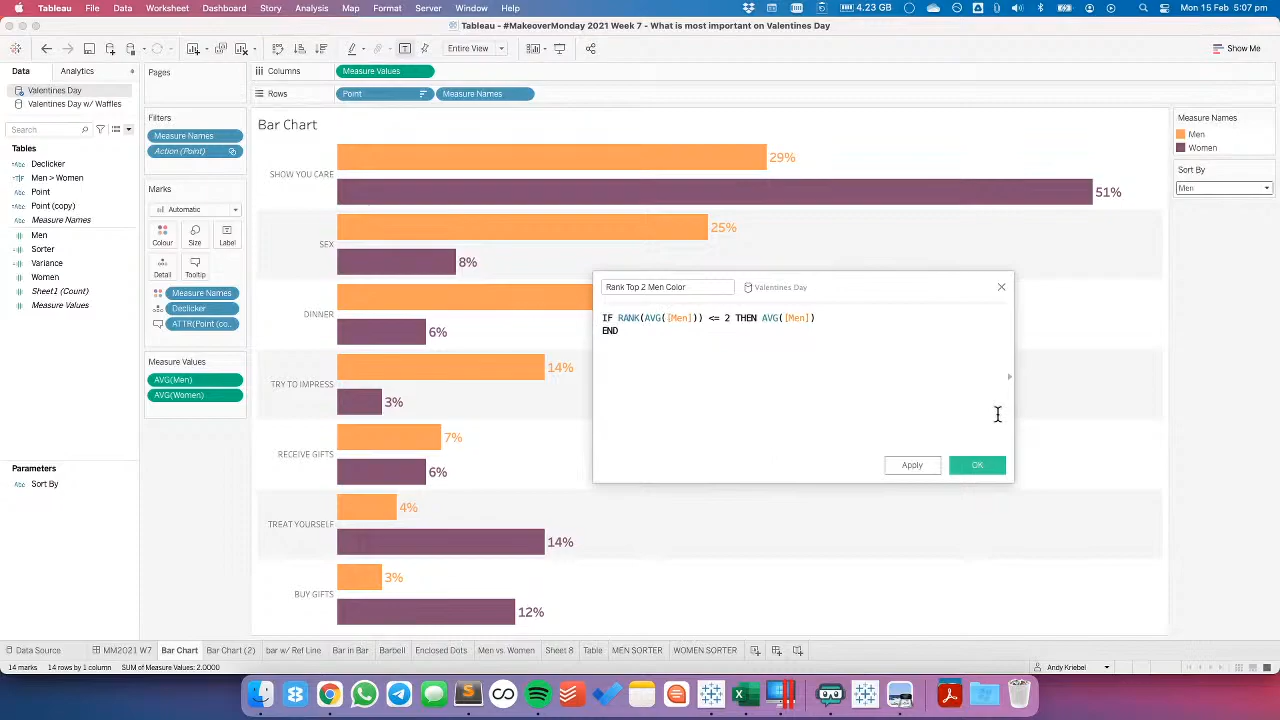 Tableau File Data Worksheet Dashboard Story Analysis Map Format Server Window Help
4.23 GB
Mon 15 Feb 5:07 pm
Tableau - #MakeoverMonday 2021 Week 7 - What is most important on Valentines Day
Entire View
Show Me
Data Analytics
Valentines Day
Valentines Day w/ Waffles
Search
Tables
Abc Declicker
Abc Men > Women
Abc Point
Abc Point (copy)
Abc Measure Names
Men
Sorter
Variance
Women
Sheet1 (Count)
Measure Values
Parameters
Abc Sort By
Pages
Filters
Measure Names
Action (Point)
Marks
Automatic
Colour Size Label
Detail Tooltip
Measure Names
Declicker
ATTR(Point (co..
Measure Values
AVG(Men)
AVG(Women)
Columns Measure Values
Rows Point Measure Names
Bar Chart
SHOW YOU CARE
29%
51%
SEX
25%
8%
DINNER
6%
TRY TO IMPRESS
14%
3%
RECEIVE GIFTS
7%
6%
TREAT YOURSELF
4%
14%
BUY GIFTS
3%
12%
Rank Top 2 Men Color Valentines Day
IF RANK(AVG([Men])) <= 2 THEN AVG([Men])
END
Apply OK
Measure Names
Men
Women
Sort By
Men
Data Source MM2021 W7 Bar Chart Bar Chart (2) bar w/ Ref Line Bar in Bar Barbell Enclosed Dots Men vs. Women Sheet 8 Table MEN SORTER WOMEN SORTER
14 marks 14 rows by 1 column SUM of Measure Values: 2.0000
Andy Kriebel